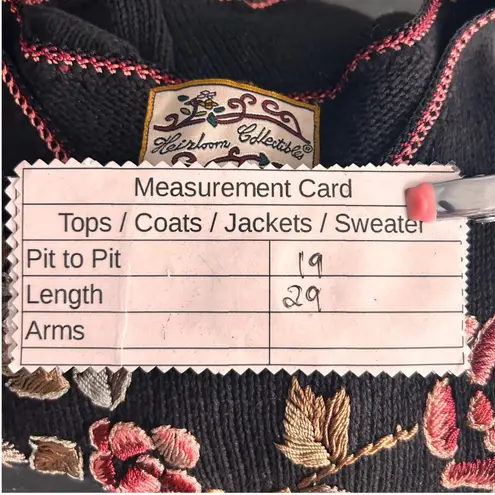 Heirloom Collectibles®
Measurement Card
Tops / Coats / Jackets / Sweater
Pit to Pit 19
Length 29
Arms